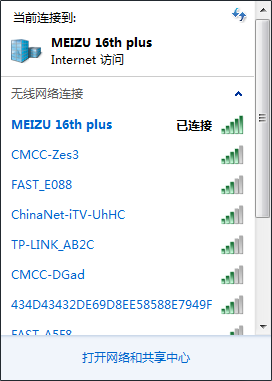 当前连接到:
MEIZU 16th plus
Internet 访问
无线网络连接
MEIZU 16th plus 已连接
CMCC-Zes3
FAST_E088
ChinaNet-iTV-UhHC
TP-LINK_AB2C
CMCC-DGad
434D43432DE69D8EE58588E7949F
FAST_A5F8
打开网络和共享中心